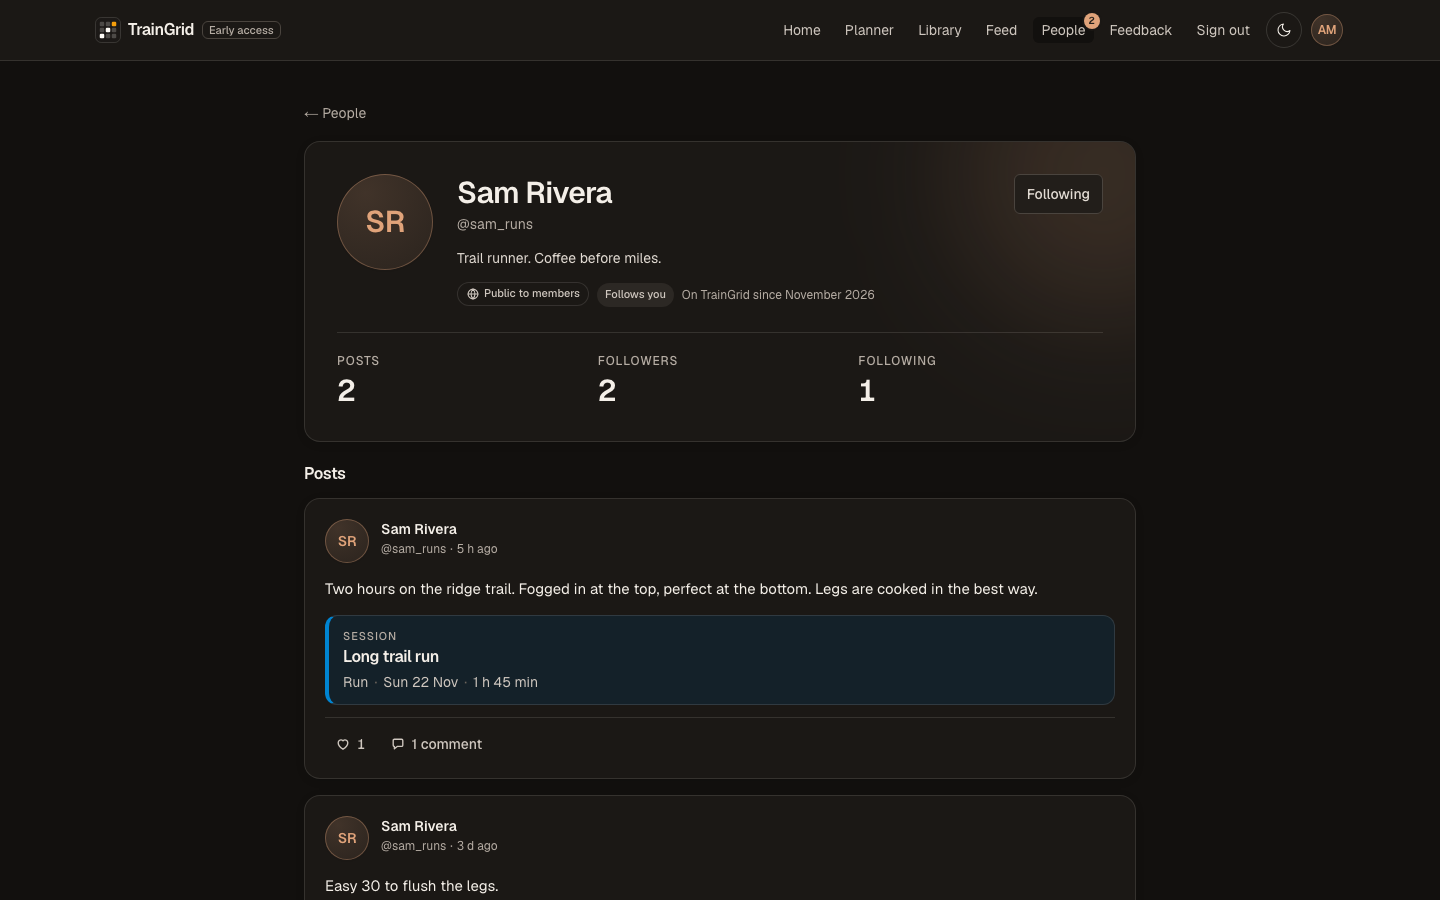 TrainGrid Early access Home Planner Library Feed People 2 Feedback Sign out AM
← People
SR
Sam Rivera
Following
@sam_runs
Trail runner. Coffee before miles.
Public to members Follows you On TrainGrid since November 2026
POSTS FOLLOWERS FOLLOWING
2 2 1
Posts
SR
Sam Rivera
@sam_runs · 5 h ago
Two hours on the ridge trail. Fogged in at the top, perfect at the bottom. Legs are cooked in the best way.
SESSION
Long trail run
Run · Sun 22 Nov · 1 h 45 min
1 1 comment
SR
Sam Rivera
@sam_runs · 3 d ago
Easy 30 to flush the legs.